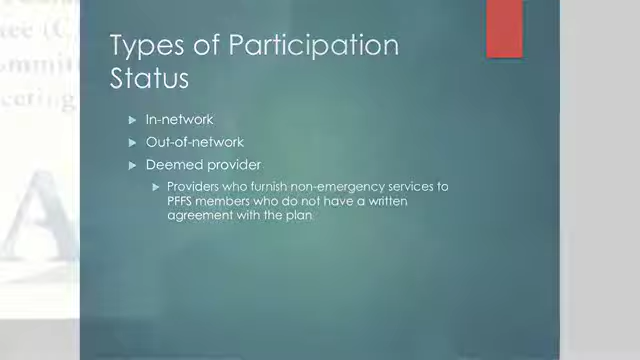 Types of Participation
Status
In-network
Out-of-network
Deemed provider
Providers who furnish non-emergency services to
PFFS members who do not have a written
agreement with the plan